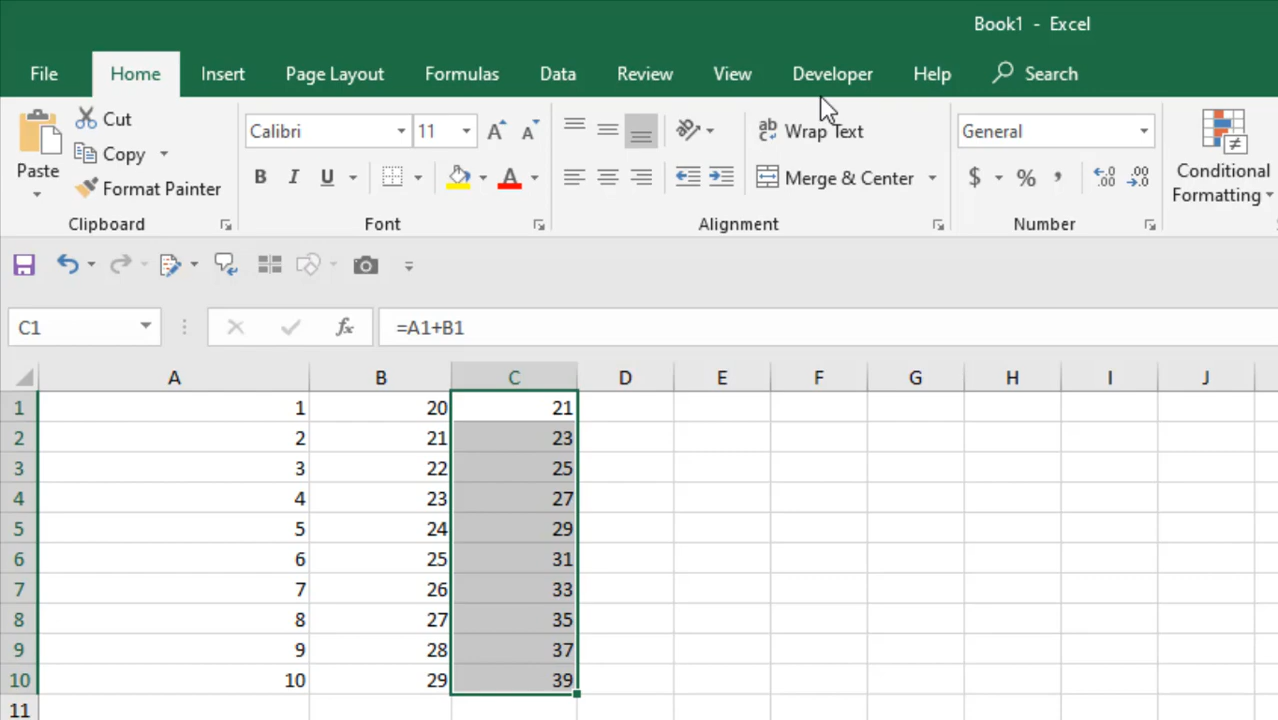 Book1 - Excel
File Home Insert Page Layout Formulas Data Review View Developer Help Search
Cut
Copy
Format Painter
Paste
Clipboard
Calibri 11 A A
B I U A
Font
ab Wrap Text
Merge & Center
Alignment
General
$ % , .00 .0
Number
Conditional
Formatting
C1 fx =A1+B1
A B C D E F G H I J
1 1 20 21
2 2 21 23
3 3 22 25
4 4 23 27
5 5 24 29
6 6 25 31
7 7 26 33
8 8 27 35
9 9 28 37
10 10 29 39
11